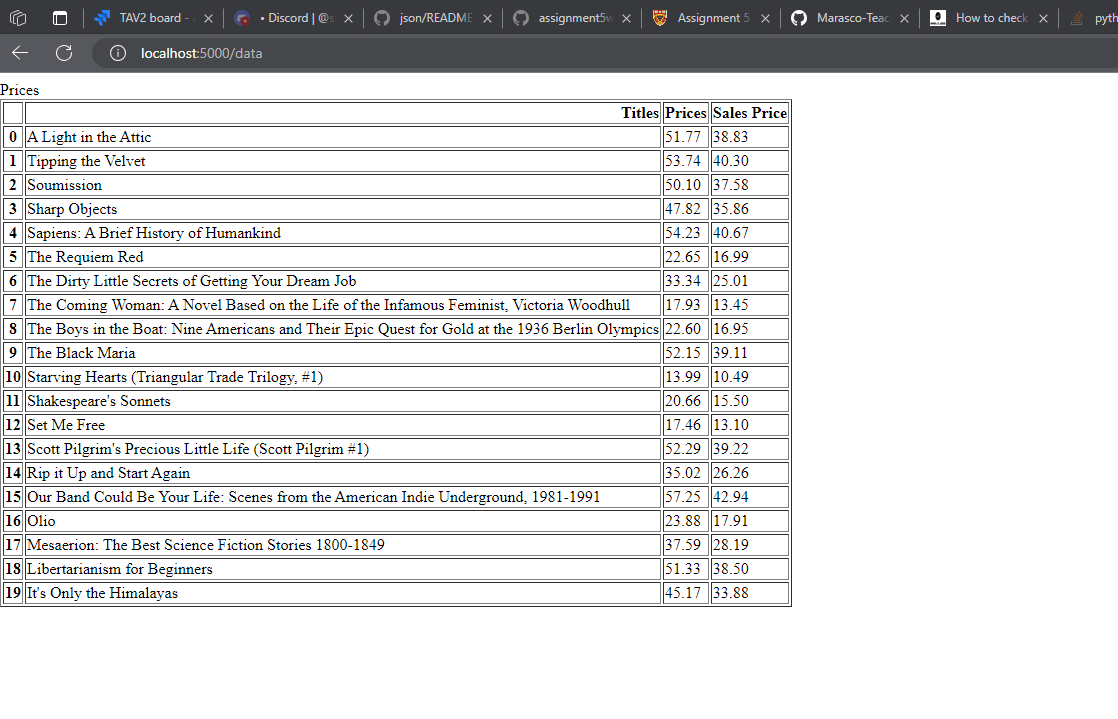 TAV2 board - • Discord | @s json/README assignment5w Assignment 5 Marasco-Teac How to check pyth
localhost:5000/data
Prices
Titles Prices Sales Price
0 A Light in the Attic 51.77 38.83
1 Tipping the Velvet 53.74 40.30
2 Soumission 50.10 37.58
3 Sharp Objects 47.82 35.86
4 Sapiens: A Brief History of Humankind 54.23 40.67
5 The Requiem Red 22.65 16.99
6 The Dirty Little Secrets of Getting Your Dream Job 33.34 25.01
7 The Coming Woman: A Novel Based on the Life of the Infamous Feminist, Victoria Woodhull 17.93 13.45
8 The Boys in the Boat: Nine Americans and Their Epic Quest for Gold at the 1936 Berlin Olympics 22.60 16.95
9 The Black Maria 52.15 39.11
10 Starving Hearts (Triangular Trade Trilogy, #1) 13.99 10.49
11 Shakespeare's Sonnets 20.66 15.50
12 Set Me Free 17.46 13.10
13 Scott Pilgrim's Precious Little Life (Scott Pilgrim #1) 52.29 39.22
14 Rip it Up and Start Again 35.02 26.26
15 Our Band Could Be Your Life: Scenes from the American Indie Underground, 1981-1991 57.25 42.94
16 Olio 23.88 17.91
17 Mesaerion: The Best Science Fiction Stories 1800-1849 37.59 28.19
18 Libertarianism for Beginners 51.33 38.50
19 It's Only the Himalayas 45.17 33.88